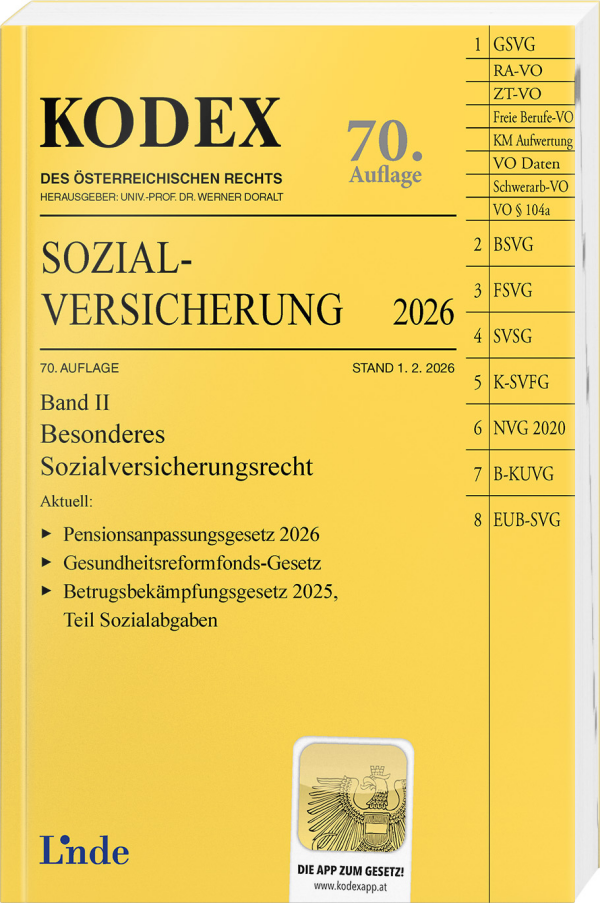 KODEX
DES ÖSTERREICHISCHEN RECHTS
HERAUSGEBER: UNIV.-PROF. DR. WERNER DORALT
70.
Auflage
SOZIAL-
VERSICHERUNG 2026
70. AUFLAGE STAND 1. 2. 2026
Band II
Besonderes
Sozialversicherungsrecht
Aktuell:
► Pensionsanpassungsgesetz 2026
► Gesundheitsreformfonds-Gesetz
► Betrugsbekämpfungsgesetz 2025,
Teil Sozialabgaben
1 GSVG
RA-VO
ZT-VO
Freie Berufe-VO
KM Aufwertung
VO Daten
Schwerarb-VO
VO § 104a
2 BSVG
3 FSVG
4 SVSG
5 K-SVFG
6 NVG 2020
7 B-KUVG
8 EUB-SVG
Linde
DIE APP ZUM GESETZ!
www.kodexapp.at